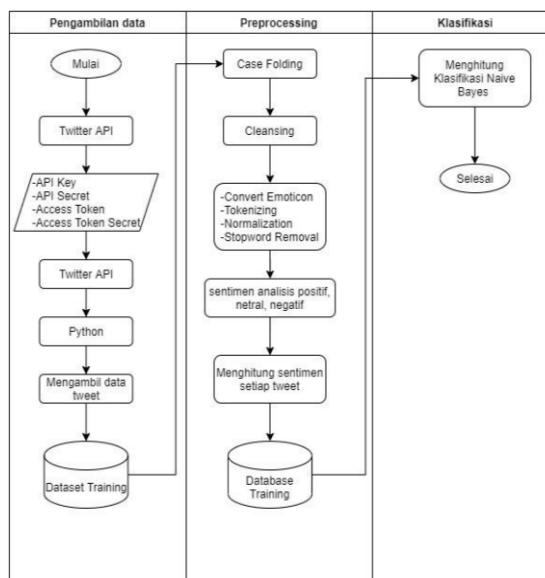 Pengambilan data
Mulai
Twitter API
-API Key
-API Secret
-Access Token
-Access Token Secret
Twitter API
Python
Mengambil data
tweet
Dataset Training
Preprocessing
Case Folding
Cleansing
-Convert Emoticon
-Tokenizing
-Normalization
-Stopword Removal
sentimen analisis positif,
netral, negatif
Menghitung sentimen
setiap tweet
Database
Training
Klasifikasi
Menghitung
Klasifikasi Naive
Bayes
Selesai